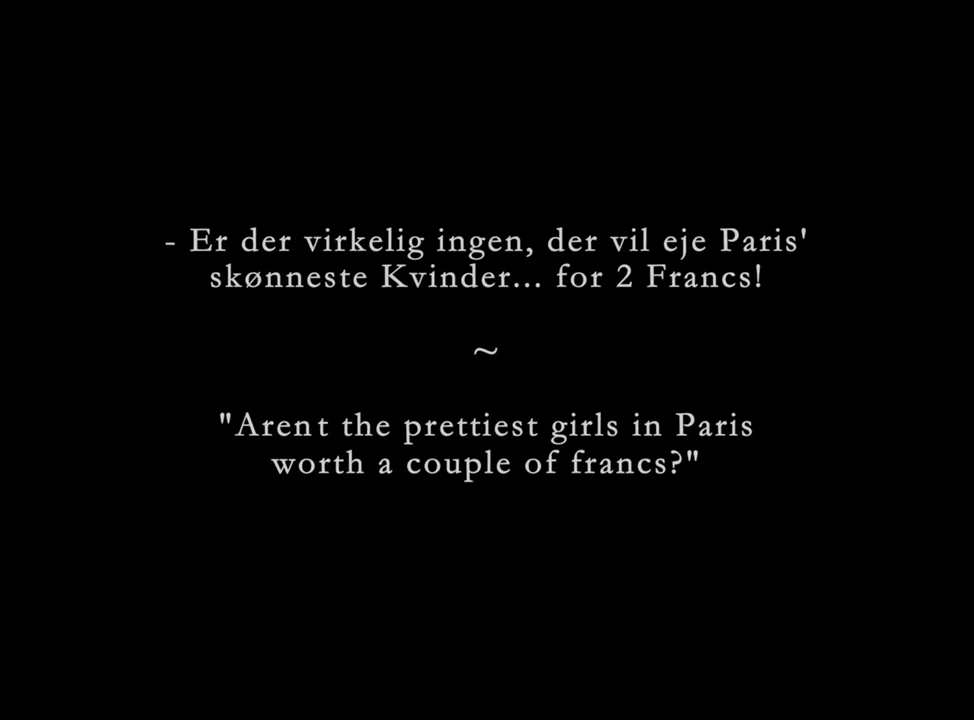 - Er der virkelig ingen, der vil eje Paris'
skønneste Kvinder... for 2 Francs!
~
"Arent the prettiest girls in Paris
worth a couple of francs?"